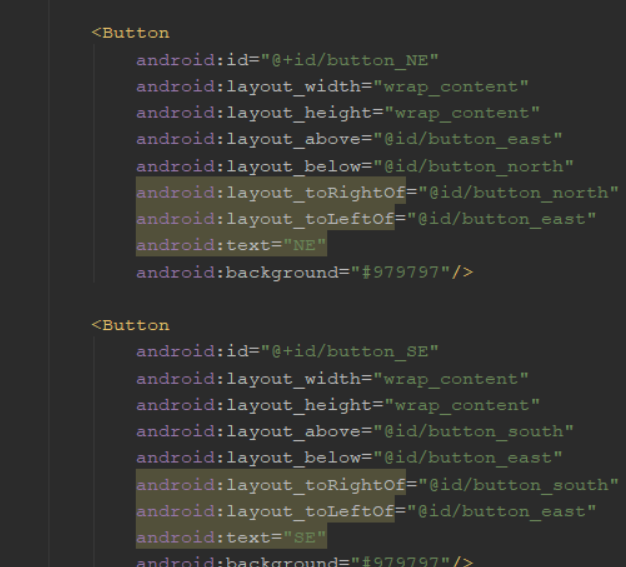 <Button
android:id="@+id/button_NE"
android:layout_width="wrap_content"
android:layout_height="wrap_content"
android:layout_above="@id/button_east"
android:layout_below="@id/button_north"
android:layout_toRightOf="@id/button_north"
android:layout_toLeftOf="@id/button_east"
android:text="NE"
android:background="#979797"/>
<Button
android:id="@+id/button_SE"
android:layout_width="wrap_content"
android:layout_height="wrap_content"
android:layout_above="@id/button_south"
android:layout_below="@id/button_east"
android:layout_toRightOf="@id/button_south"
android:layout_toLeftOf="@id/button_east"
android:text="SE"
android:background="#979797"/>